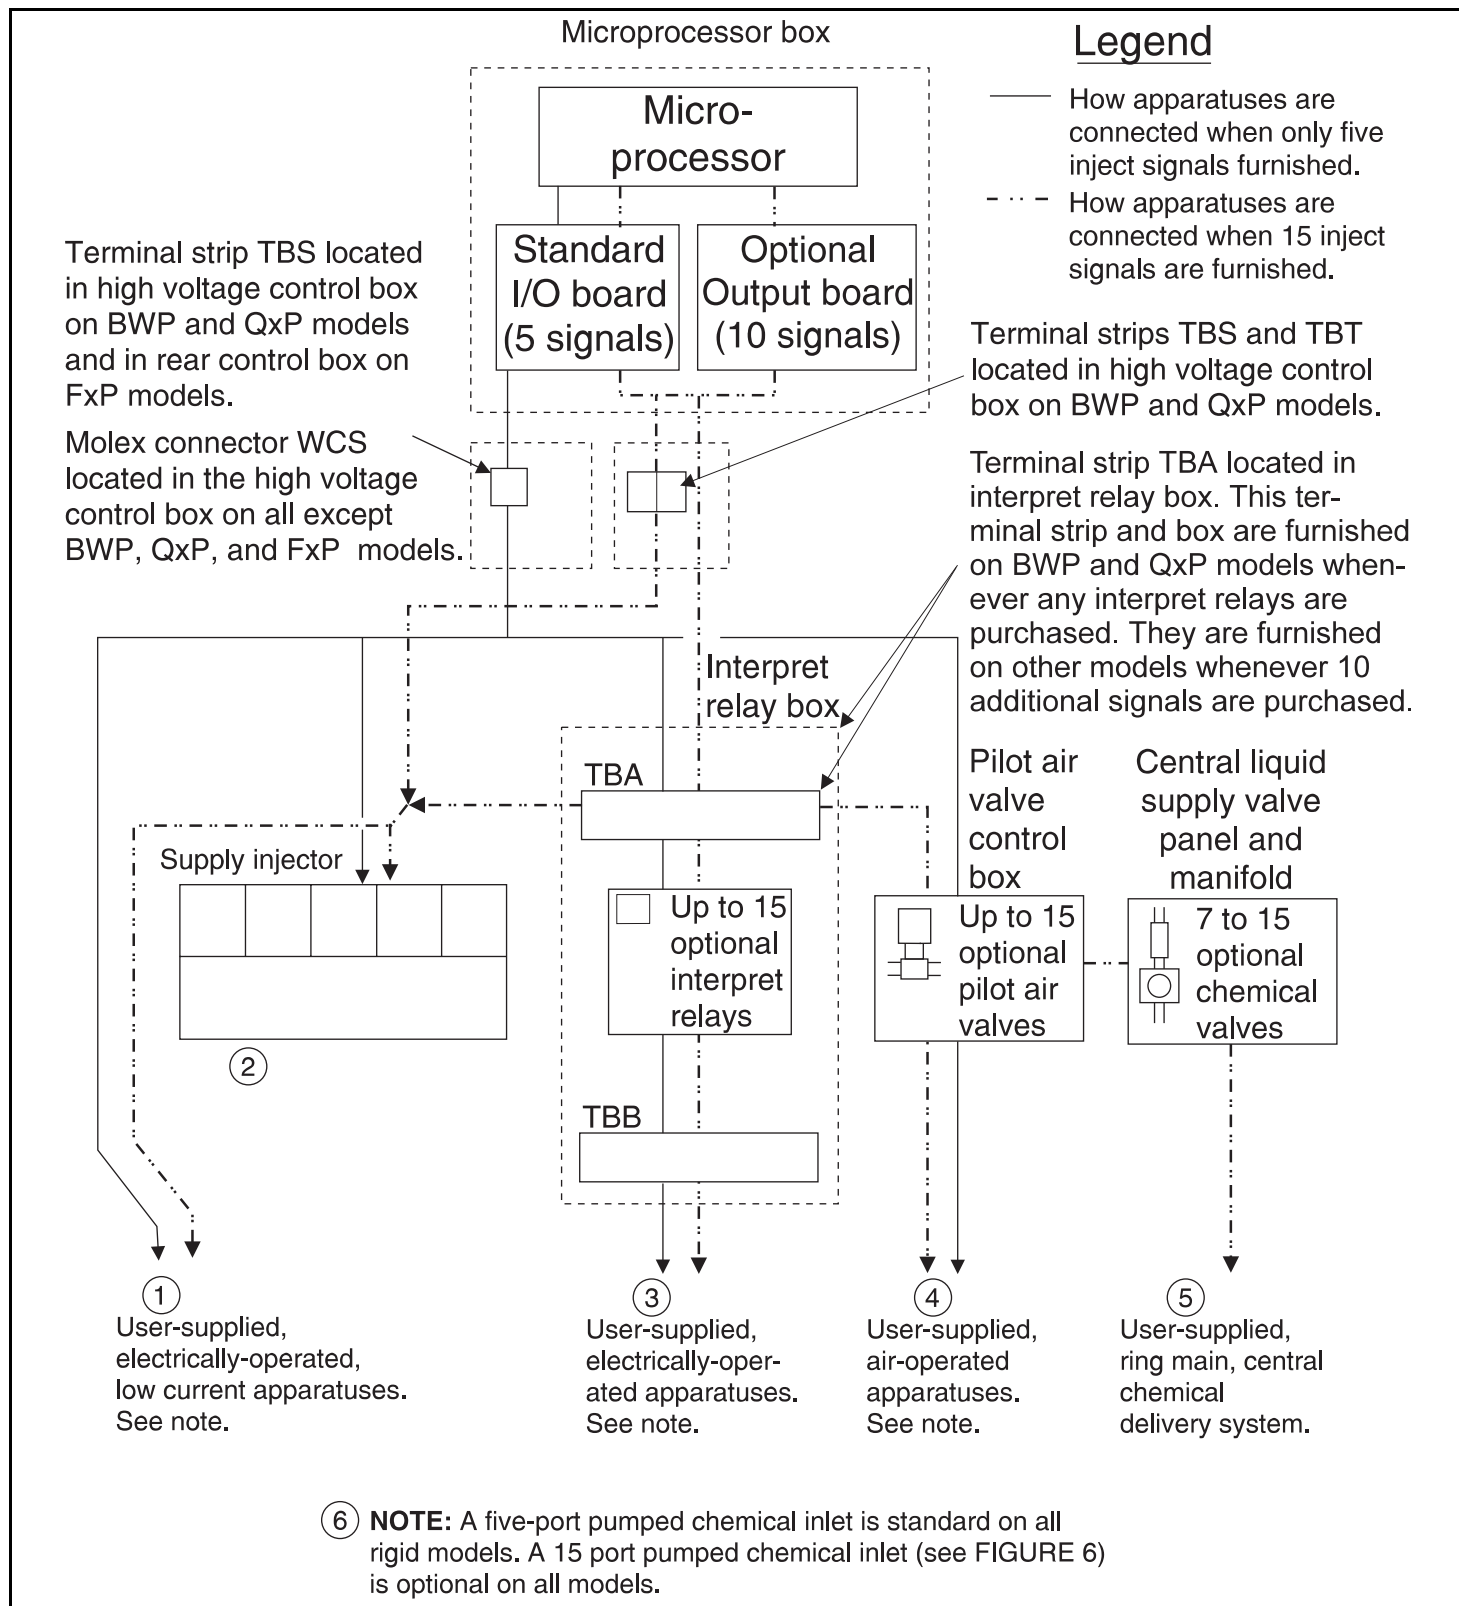 Microprocessor box
Legend
How apparatuses are
connected when only five
inject signals furnished.
How apparatuses are
connected when 15 inject
signals are furnished.
Micro-
processor
Standard
I/O board
(5 signals)
Optional
Output board
(10 signals)
Terminal strip TBS located
in high voltage control box
on BWP and QxP models
and in rear control box on
FxP models.
Molex connector WCS
located in the high voltage
control box on all except
BWP, QxP, and FxP models.
Terminal strips TBS and TBT
located in high voltage control
box on BWP and QxP models.
Terminal strip TBA located in
interpret relay box. This ter-
minal strip and box are furnished
on BWP and QxP models when-
ever any interpret relays are
purchased. They are furnished
on other models whenever 10
additional signals are purchased.
Interpret
relay box
TBA
Pilot air
valve
control
box
Central liquid
supply valve
panel and
manifold
Supply injector
Up to 15
optional
interpret
relays
Up to 15
optional
pilot air
valves
7 to 15
optional
chemical
valves
2
TBB
1
User-supplied,
electrically-operated,
low current apparatuses.
See note.
3
User-supplied,
electrically-oper-
ated apparatuses.
See note.
4
User-supplied,
air-operated
apparatuses.
See note.
5
User-supplied,
ring main, central
chemical
delivery system.
6 NOTE: A five-port pumped chemical inlet is standard on all
rigid models. A 15 port pumped chemical inlet (see FIGURE 6)
is optional on all models.